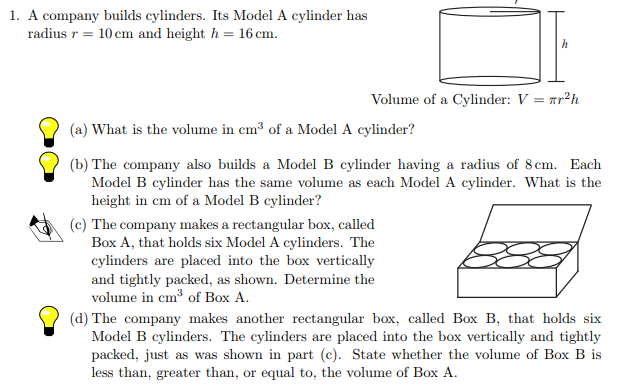 1. A company builds cylinders. Its Model A cylinder has
radius r = 10 cm and height h = 16 cm.
h
Volume of a Cylinder: V = πr²h
(a) What is the volume in cm³ of a Model A cylinder?
(b) The company also builds a Model B cylinder having a radius of 8 cm. Each
Model B cylinder has the same volume as each Model A cylinder. What is the
height in cm of a Model B cylinder?
(c) The company makes a rectangular box, called
Box A, that holds six Model A cylinders. The
cylinders are placed into the box vertically
and tightly packed, as shown. Determine the
volume in cm³ of Box A.
(d) The company makes another rectangular box, called Box B, that holds six
Model B cylinders. The cylinders are placed into the box vertically and tightly
packed, just as was shown in part (c). State whether the volume of Box B is
less than, greater than, or equal to, the volume of Box A.